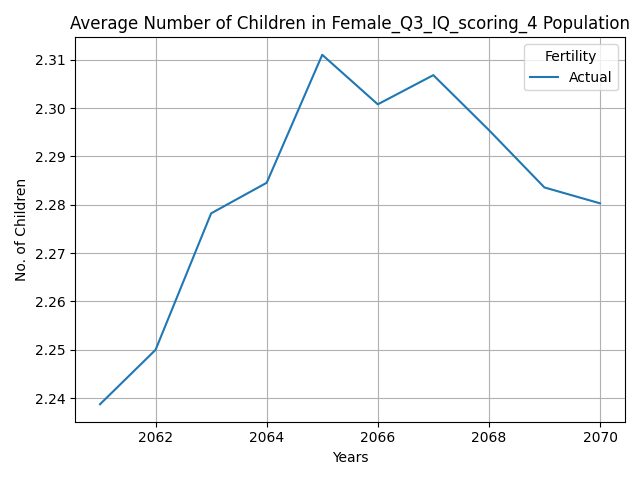 Average Number of Children in Female_Q3_IQ_scoring_4 Population
Fertility
Actual
2.31
2.30
2.29
2.28
2.27
2.26
2.25
2.24
No. of Children
2062 2064 2066 2068 2070
Years